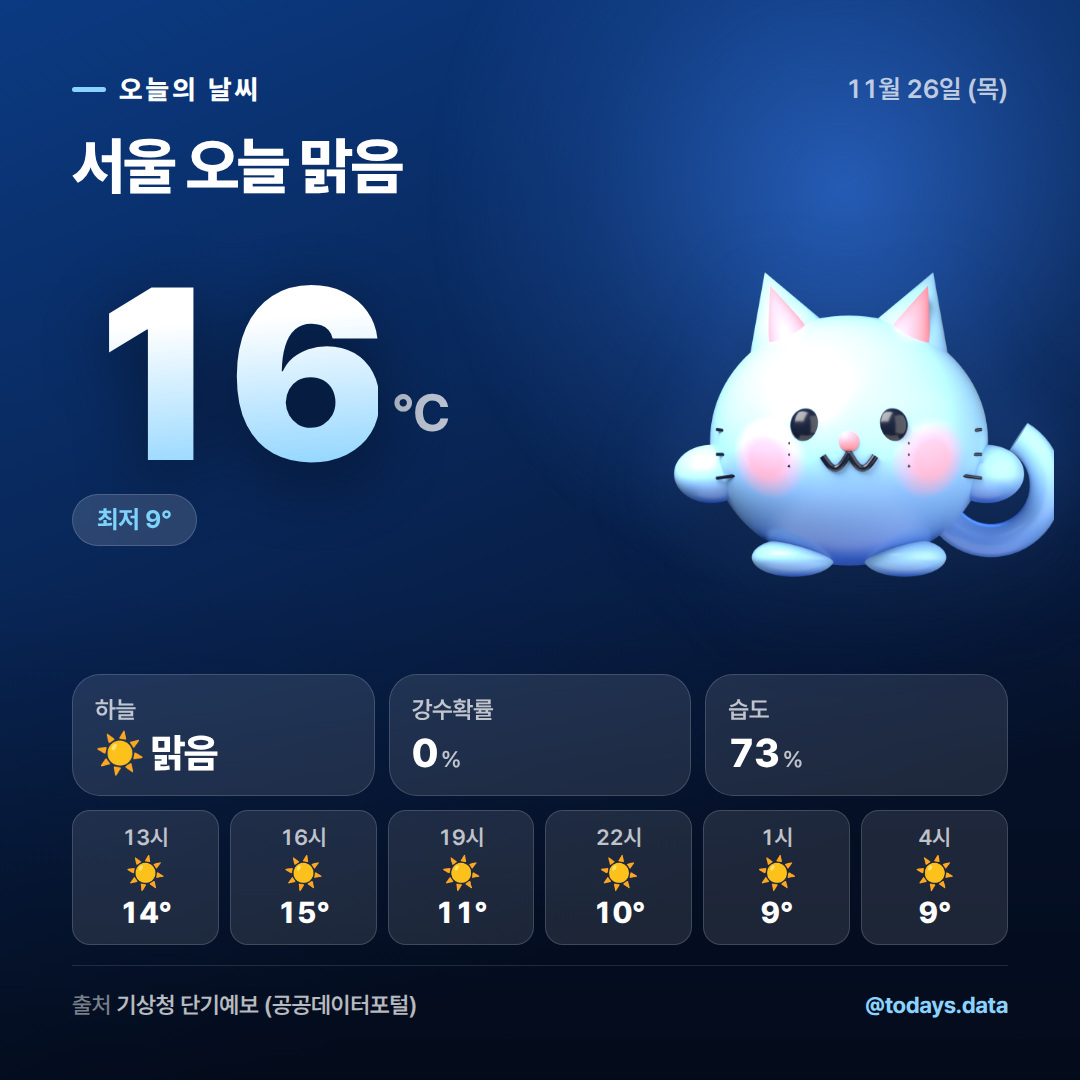 오늘의 날씨
11월 26일 (목)
서울 오늘 맑음
16°C
최저 9°
하늘
맑음
강수확률
0%
습도
73%
13시
14°
16시
15°
19시
11°
22시
10°
1시
9°
4시
9°
출처 기상청 단기예보 (공공데이터포털)
@todays.data